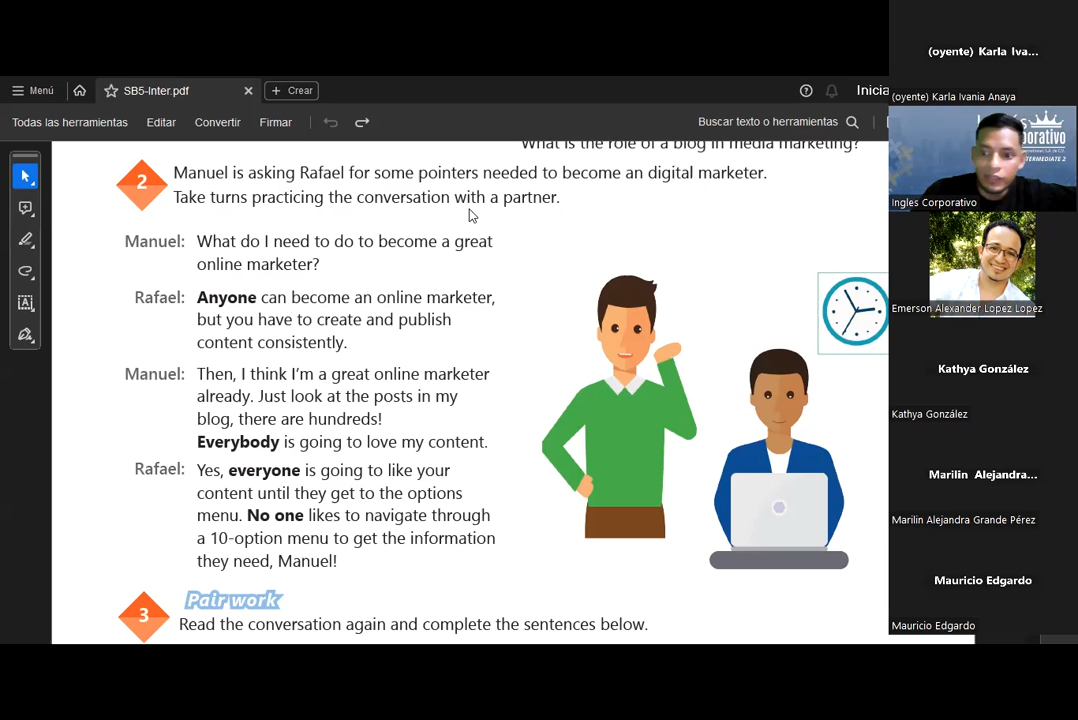 (oyente) Karla Iva...
Menú
SB5-Inter.pdf
Crear
Inicia
(oyente) Karla Ivania Anaya
Todas las herramientas
Editar
Convertir
Firmar
Buscar texto o herramientas
What is the role of a blog in media marketing?
2
Manuel is asking Rafael for some pointers needed to become an digital marketer.
Take turns practicing the conversation with a partner.
Manuel: What do I need to do to become a great
online marketer?
Rafael: Anyone can become an online marketer,
but you have to create and publish
content consistently.
Manuel: Then, I think I'm a great online marketer
already. Just look at the posts in my
blog, there are hundreds!
Everybody is going to love my content.
Rafael: Yes, everyone is going to like your
content until they get to the options
menu. No one likes to navigate through
a 10-option menu to get the information
they need, Manuel!
3
Pair work
Read the conversation again and complete the sentences below.
Ingles Corporativo
Emerson Alexander Lopez Lopez
Kathya González
Kathya González
Marilin Alejandra...
Marilin Alejandra Grande Pérez
Mauricio Edgardo
Mauricio Edgardo